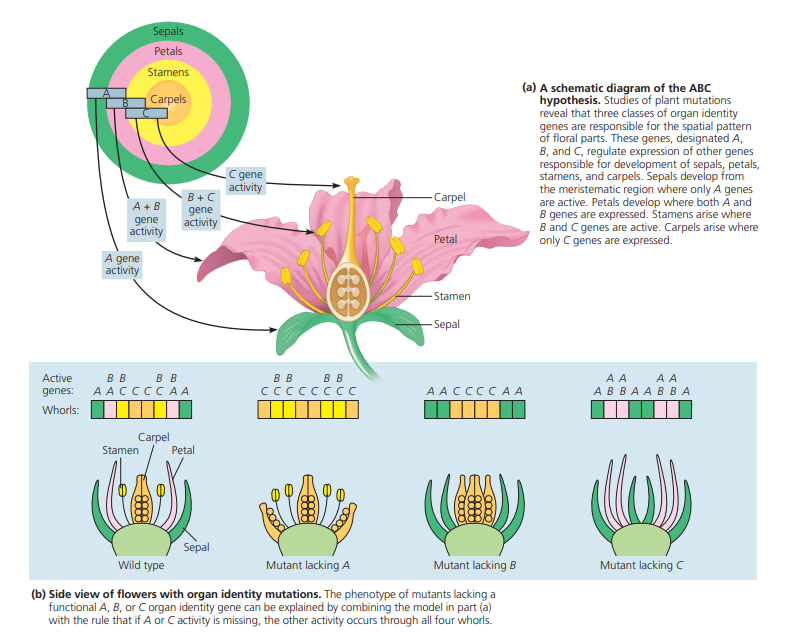 Sepals
Petals
Stamens
Carpels
A
B
C
C gene
activity
B + C
gene
activity
A + B
gene
activity
A gene
activity
Carpel
Petal
Stamen
Sepal
(a) A schematic diagram of the ABC
hypothesis. Studies of plant mutations
reveal that three classes of organ identity
genes are responsible for the spatial pattern
of floral parts. These genes, designated A,
B, and C, regulate expression of other genes
responsible for development of sepals, petals,
stamens, and carpels. Sepals develop from
the meristematic region where only A genes
are active. Petals develop where both A and
B genes are expressed. Stamens arise where
B and C genes are active. Carpels arise where
only C genes are expressed.
Active
genes:
Whorls:
B B B B
A A C C C C A A
B B B B
C C C C C C C C
A A C C C C A A
A A A A
A B B A A B B A
Stamen
Carpel
Petal
Sepal
Wild type
Mutant lacking A
Mutant lacking B
Mutant lacking C
(b) Side view of flowers with organ identity mutations. The phenotype of mutants lacking a
functional A, B, or C organ identity gene can be explained by combining the model in part (a)
with the rule that if A or C activity is missing, the other activity occurs through all four whorls.